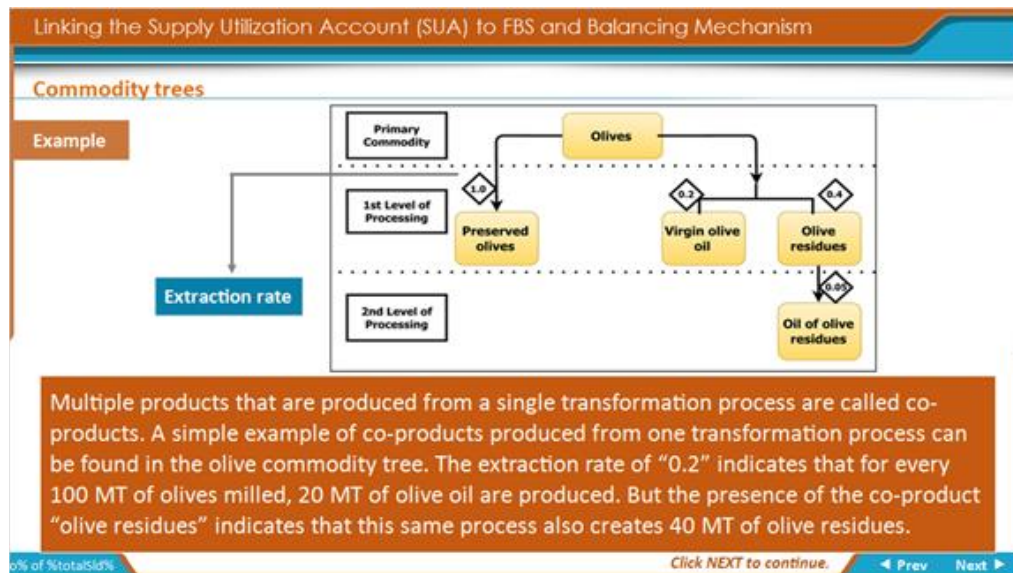 Linking the Supply Utilization Account (SUA) to FBS and Balancing Mechanism
Commodity trees
Example
Primary
Commodity
Olives
1st Level of
Processing
1.0
0.2
0.4
Preserved
olives
Virgin olive
oil
Olive
residues
Extraction rate
2nd Level of
Processing
0.05
Oil of olive
residues
Multiple products that are produced from a single transformation process are called co-
products. A simple example of co-products produced from one transformation process can
be found in the olive commodity tree. The extraction rate of “0.2” indicates that for every
100 MT of olives milled, 20 MT of olive oil are produced. But the presence of the co-product
“olive residues” indicates that this same process also creates 40 MT of olive residues.
% of %totalSld%
Click NEXT to continue.
Prev
Next